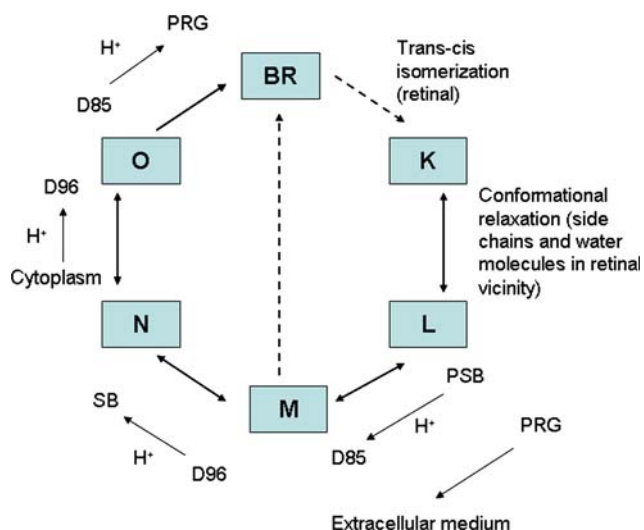 PRG
H⁺
D85
BR
Trans-cis
isomerization
(retinal)
O
K
D96
H⁺
Cytoplasm
Conformational
relaxation (side
chains and water
molecules in retinal
vicinity)
N
L
SB
H⁺
D96
M
PSB
H⁺
D85
PRG
Extracellular medium